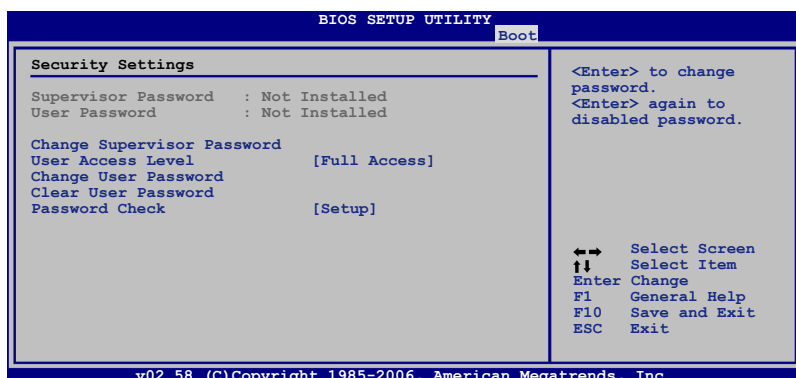 BIOS SETUP UTILITY
Boot
Security Settings
Supervisor Password : Not Installed
User Password : Not Installed
Change Supervisor Password
User Access Level [Full Access]
Change User Password
Clear User Password
Password Check [Setup]
<Enter> to change
password.
<Enter> again to
disabled password.
←→ Select Screen
↑↓ Select Item
Enter Change
F1 General Help
F10 Save and Exit
ESC Exit
v02.58 (C)Copyright 1985-2006, American Megatrends, Inc.